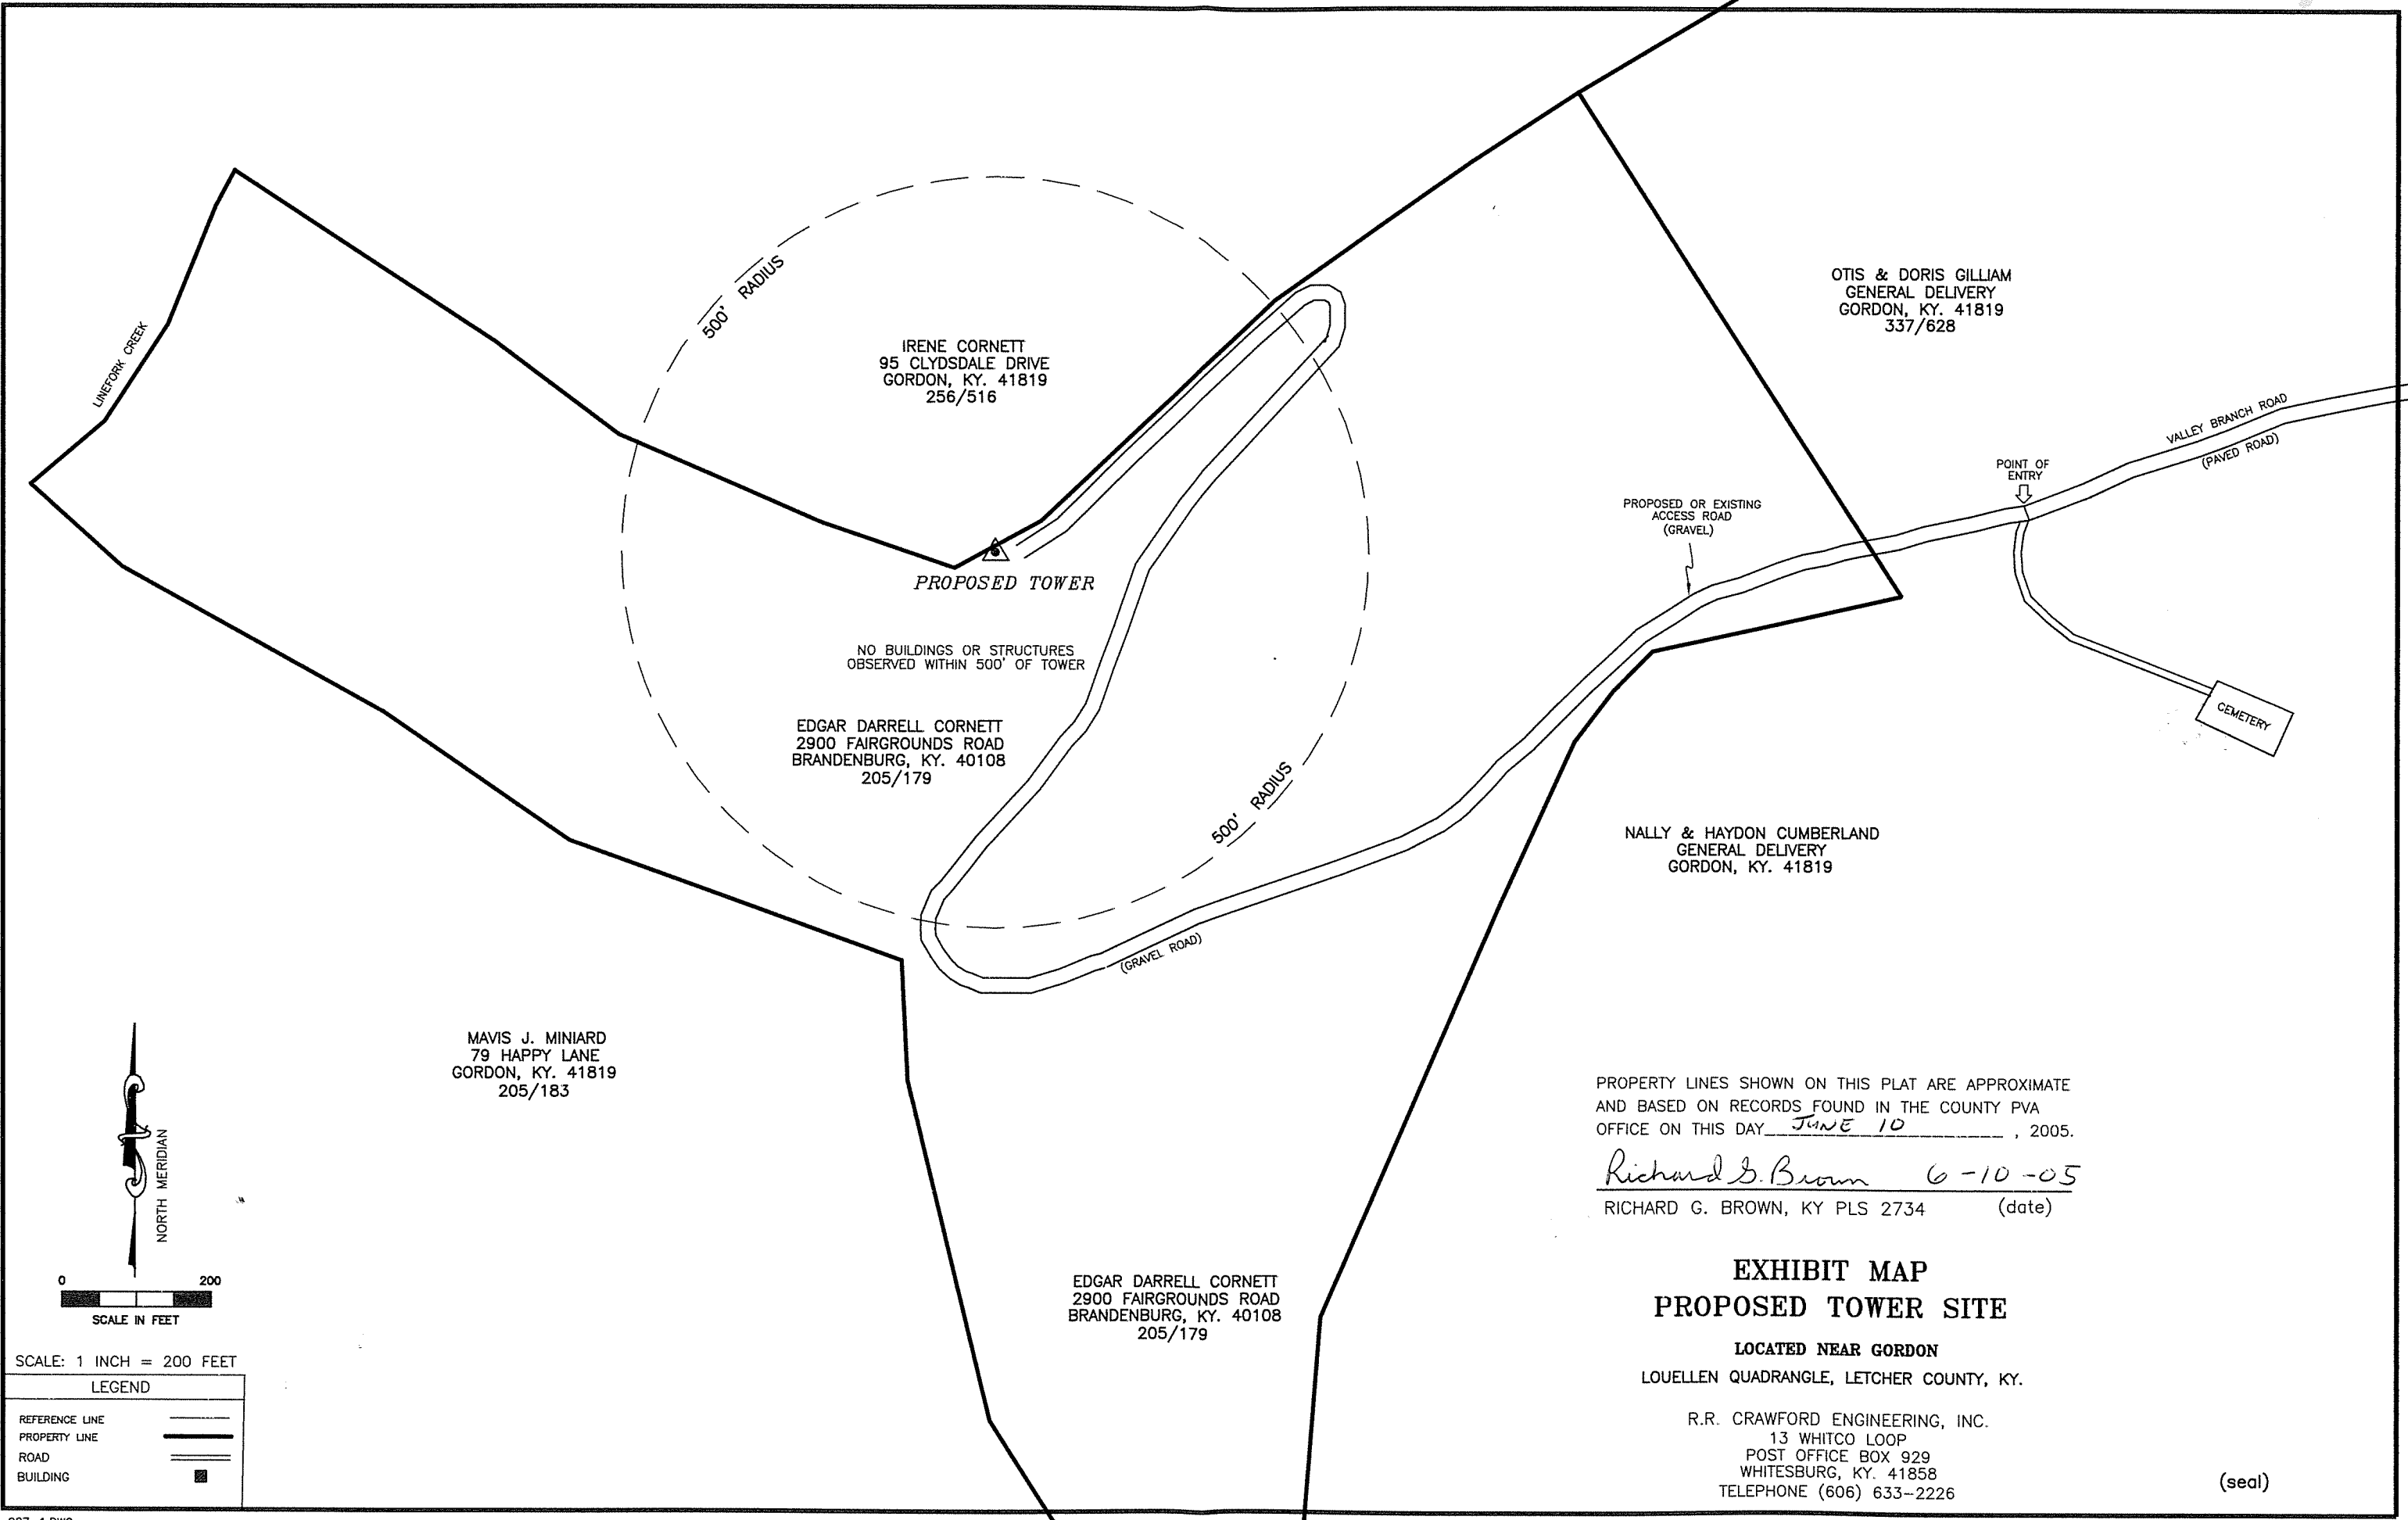 500' RADIUS
LINEFORK CREEK
IRENE CORNETT
95 CLYDSDALE DRIVE
GORDON, KY. 41819
256/516
OTIS & DORIS GILLIAM
GENERAL DELIVERY
GORDON, KY. 41819
337/628
VALLEY BRANCH ROAD
(PAVED ROAD)
POINT OF
ENTRY
PROPOSED OR EXISTING
ACCESS ROAD
(GRAVEL)
PROPOSED TOWER
NO BUILDINGS OR STRUCTURES
OBSERVED WITHIN 500' OF TOWER
EDGAR DARRELL CORNETT
2900 FAIRGROUNDS ROAD
BRANDENBURG, KY. 40108
205/179
CEMETERY
500' RADIUS
NALLY & HAYDON CUMBERLAND
GENERAL DELIVERY
GORDON, KY. 41819
(GRAVEL ROAD)
MAVIS J. MINIARD
79 HAPPY LANE
GORDON, KY. 41819
205/183
NORTH MERIDIAN
0 200
SCALE IN FEET
SCALE: 1 INCH = 200 FEET
LEGEND
REFERENCE LINE
PROPERTY LINE
ROAD
BUILDING
EDGAR DARRELL CORNETT
2900 FAIRGROUNDS ROAD
BRANDENBURG, KY. 40108
205/179
PROPERTY LINES SHOWN ON THIS PLAT ARE APPROXIMATE
AND BASED ON RECORDS FOUND IN THE COUNTY PVA
OFFICE ON THIS DAY JUNE 10 , 2005.
Richard G. Brown 6-10-05
RICHARD G. BROWN, KY PLS 2734 (date)
EXHIBIT MAP
PROPOSED TOWER SITE
LOCATED NEAR GORDON
LOUELLEN QUADRANGLE, LETCHER COUNTY, KY.
R.R. CRAWFORD ENGINEERING, INC.
13 WHITCO LOOP
POST OFFICE BOX 929
WHITESBURG, KY. 41858
TELEPHONE (606) 633-2226
(seal)